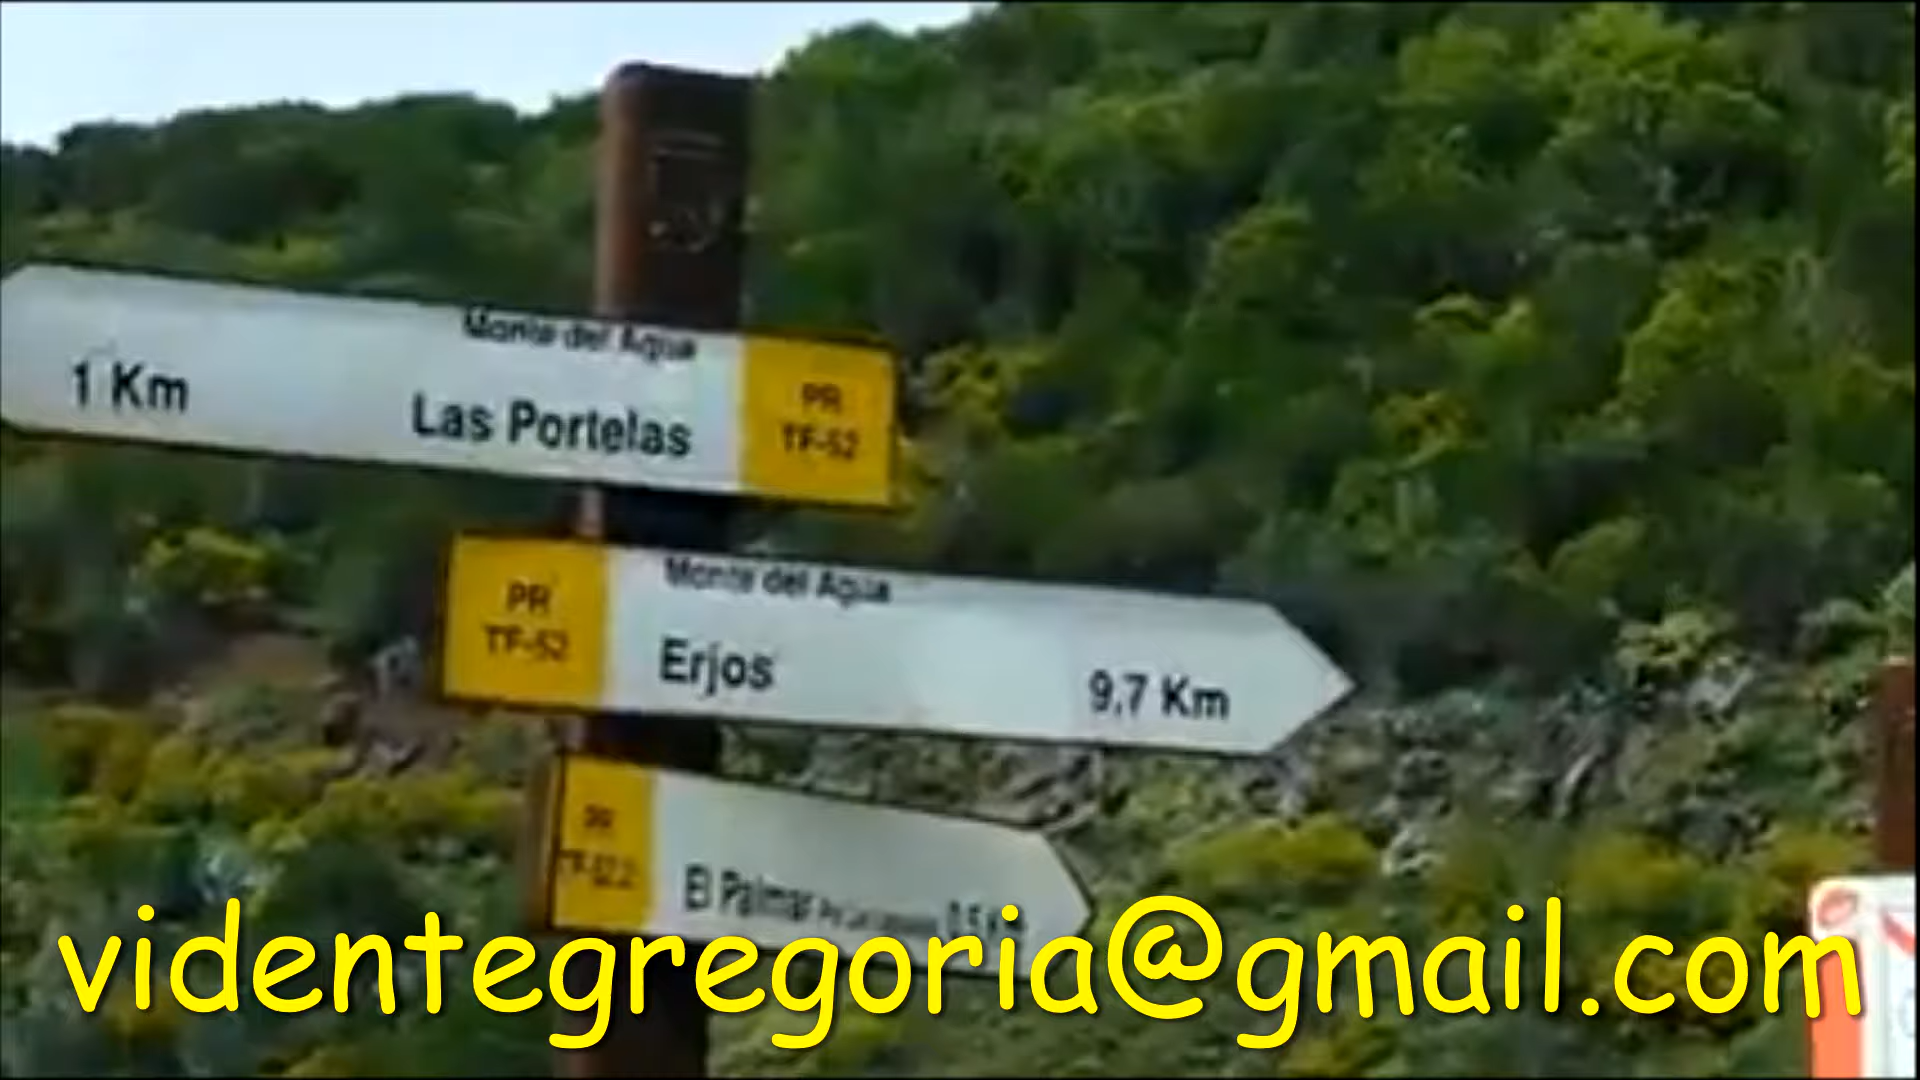 Monte del Agua
1 Km Las Portelas
PR
TF-52
PR
TF-52
Monte del Agua
Erjos 9,7 Km
PR
El Palmar
videntegregoria@gmail.com